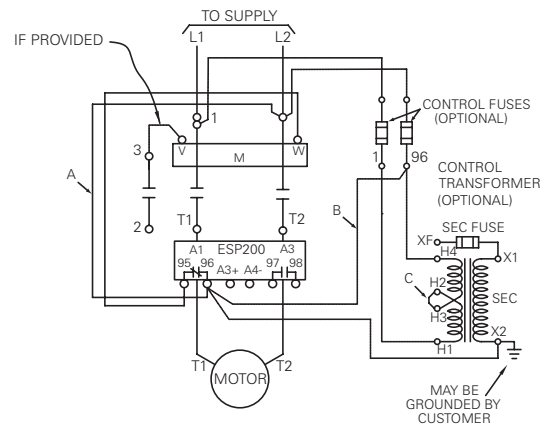 TO SUPPLY
L1
L2
IF PROVIDED
1
V
W
M
3
2
A
CONTROL FUSES
(OPTIONAL)
1
96
CONTROL
TRANSFORMER
(OPTIONAL)
B
T1
T2
SEC FUSE
XF
H4
X1
A1
ESP200
A3
95
96
A3+
A4-
97
98
C
H2
H3
SEC
X2
H1
T1
T2
MOTOR
MAY BE
GROUNDED BY
CUSTOMER